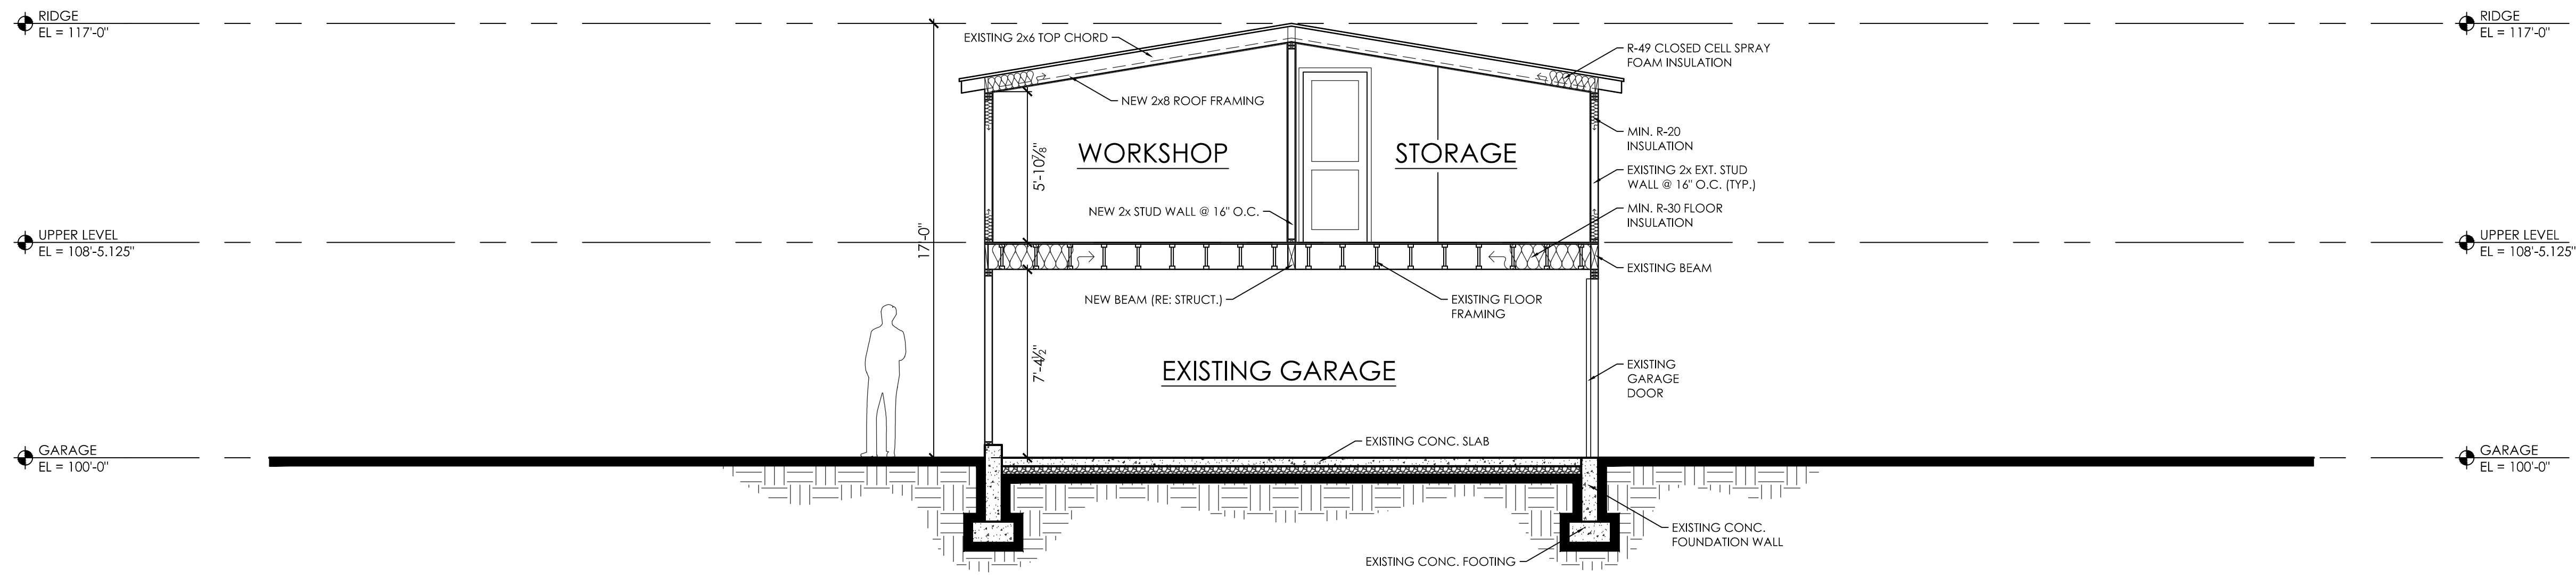 RIDGE
EL = 117'-0"
EXISTING 2x6 TOP CHORD
R-49 CLOSED CELL SPRAY
FOAM INSULATION
RIDGE
EL = 117'-0"
NEW 2x8 ROOF FRAMING
MIN. R-20
INSULATION
WORKSHOP
STORAGE
5'-10⅞"
EXISTING 2x EXT. STUD
WALL @ 16" O.C. (TYP.)
NEW 2x STUD WALL @ 16" O.C.
MIN. R-30 FLOOR
INSULATION
UPPER LEVEL
EL = 108'-5.125"
17'-0"
UPPER LEVEL
EL = 108'-5.125"
EXISTING BEAM
NEW BEAM (RE: STRUCT.)
EXISTING FLOOR
FRAMING
7'-4½"
EXISTING GARAGE
EXISTING
GARAGE
DOOR
EXISTING CONC. SLAB
GARAGE
EL = 100'-0"
GARAGE
EL = 100'-0"
EXISTING CONC.
FOUNDATION WALL
EXISTING CONC. FOOTING